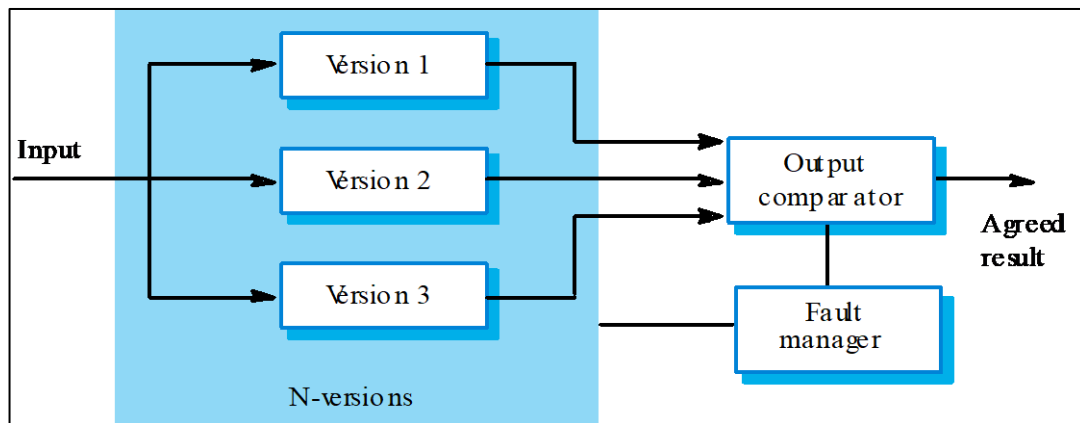 Version 1
Input
Version 2
Output
comparator
Agreed
result
Version 3
Fault
manager
N-versions